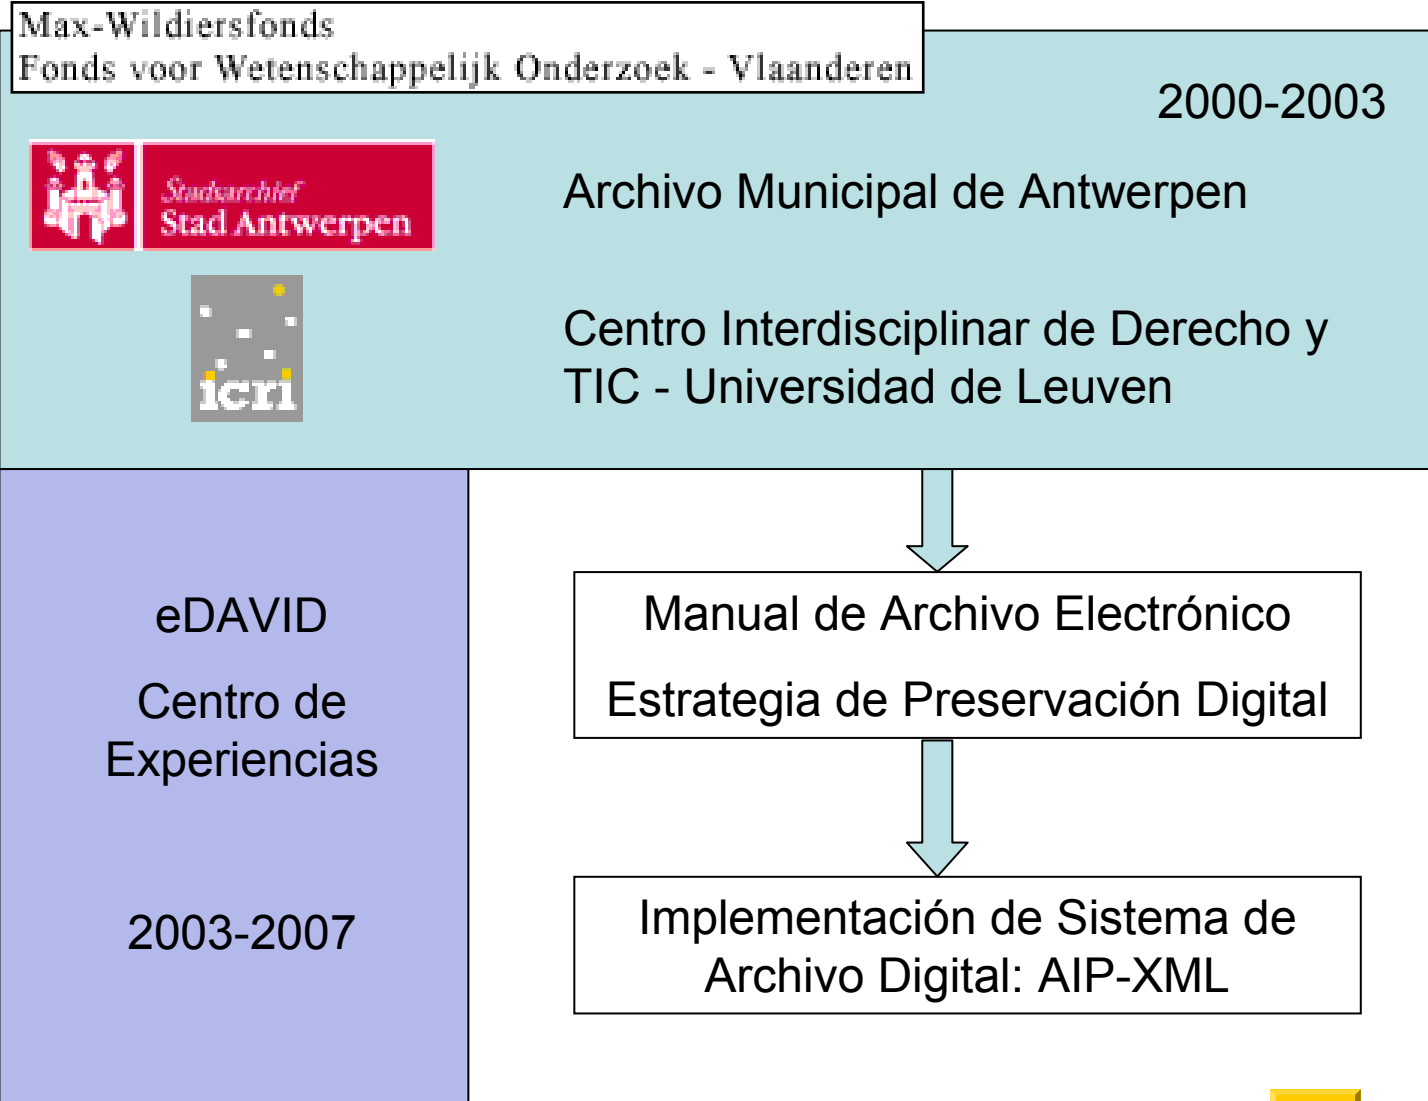 Max-Wildiersfonds
Fonds voor Wetenschappelijk Onderzoek - Vlaanderen
2000-2003
Stadsarchief
Stad Antwerpen
Archivo Municipal de Antwerpen
icri
Centro Interdisciplinar de Derecho y
TIC - Universidad de Leuven
eDAVID
Centro de
Experiencias
2003-2007
Manual de Archivo Electrónico
Estrategia de Preservación Digital
Implementación de Sistema de
Archivo Digital: AIP-XML